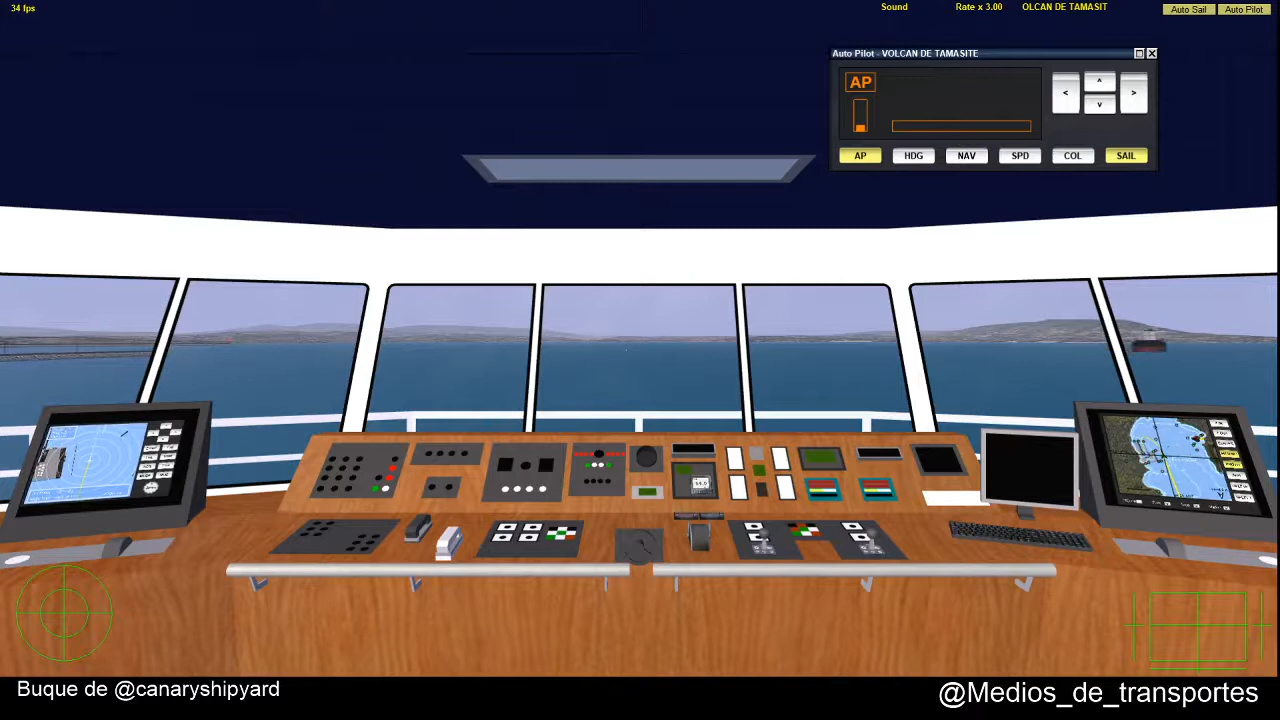 34 fps
Sound
Rate x 3.00
OLCAN DE TAMASIT
Auto Sail
Auto Pilot
Auto Pilot - VOLCAN DE TAMASITE
AP
<
^
v
>
AP
HDG
NAV
SPD
COL
SAIL
Buque de @canaryshipyard
@Medios_de_transportes